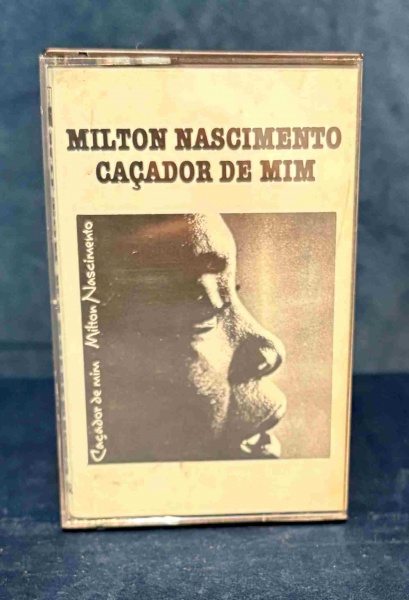 MILTON NASCIMENTO
CAÇADOR DE MIM
Caçador de mim Milton Nascimento